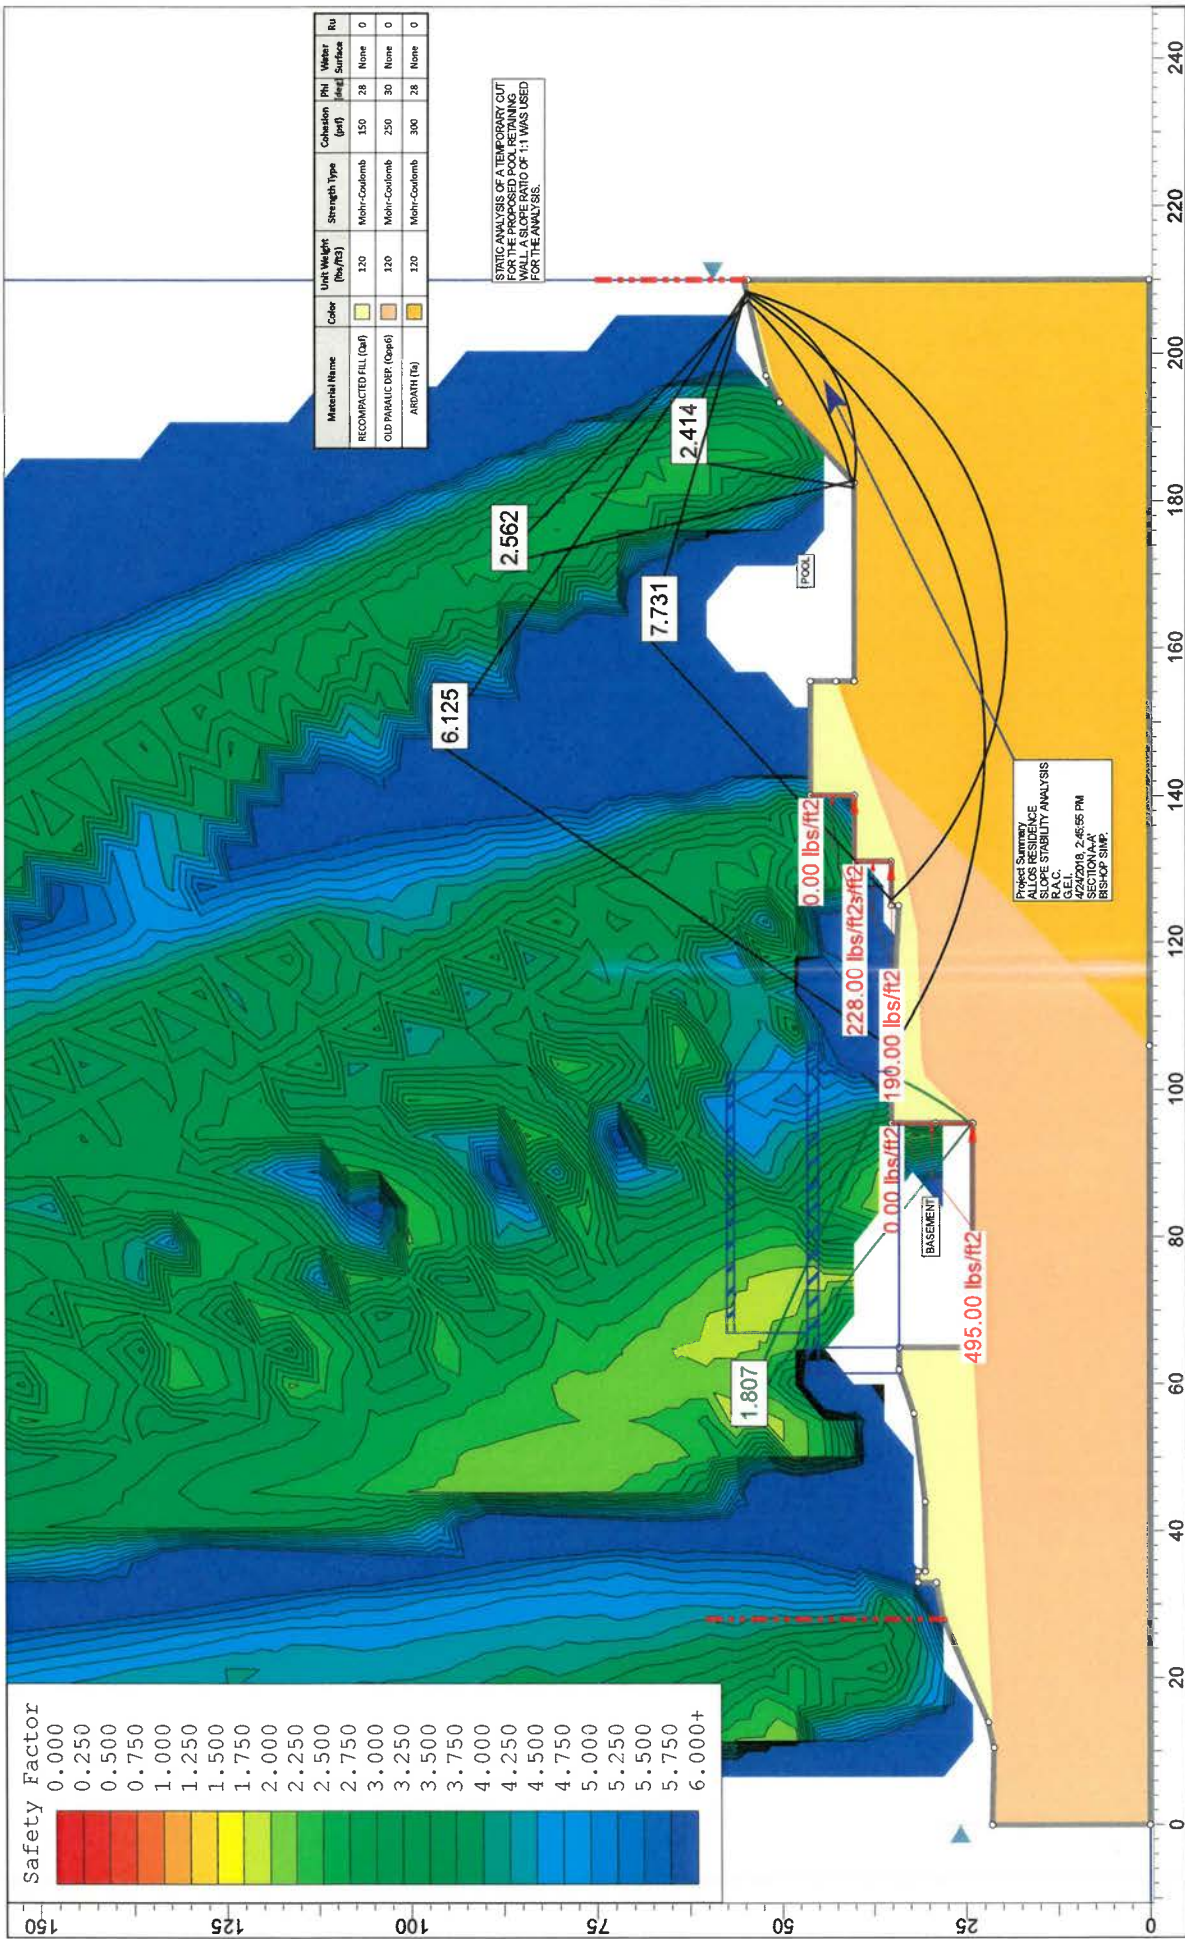 Safety Factor
0.000
0.250
0.500
0.750
1.000
1.250
1.500
1.750
2.000
2.250
2.500
2.750
3.000
3.250
3.500
3.750
4.000
4.250
4.500
4.750
5.000
5.250
5.500
5.750
6.000+
Material Name Color Unit Weight (lbs/ft3) Strength Type Cohesion (psf) Phi (deg) Water Surface Ru
RECOMPACTED FILL (Qaf) 120 Mohr-Coulomb 150 28 None 0
OLD PARALIC DEP. (Qop6) 120 Mohr-Coulomb 250 30 None 0
ARDATH (Ta) 120 Mohr-Coulomb 300 28 None 0
STATIC ANALYSIS OF A TEMPORARY CUT
FOR THE PROPOSED POOL RETAINING
WALL. A SLOPE RATIO OF 1:1 WAS USED
FOR THE ANALYSIS.
2.562
2.414
6.125
7.731
1.807
POOL
BASEMENT
0.00 lbs/ft2
228.00 lbs/ft2
190.00 lbs/ft2
0.00 lbs/ft2
495.00 lbs/ft2
Project Summary
ALLOS RESIDENCE
SLOPE STABILITY ANALYSIS
R.A.C.
G.E.I.
4/24/2018, 2:45:55 PM
SECTION A-A'
BISHOP SIMP.
150
125
100
75
50
25
0
0 20 40 60 80 100 120 140 160 180 200 220 240